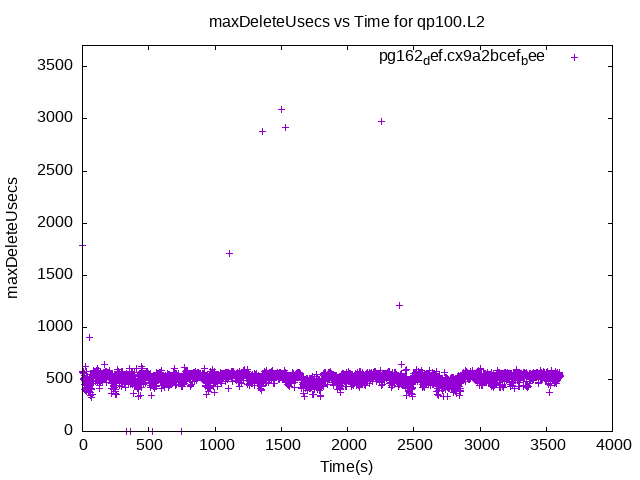 maxDeleteUsecs vs Time for qp100.L2
pg162def.cx9a2bcefbee
3500
3000
2500
2000
1500
1000
500
0
maxDeleteUsecs
0 500 1000 1500 2000 2500 3000 3500 4000
Time(s)